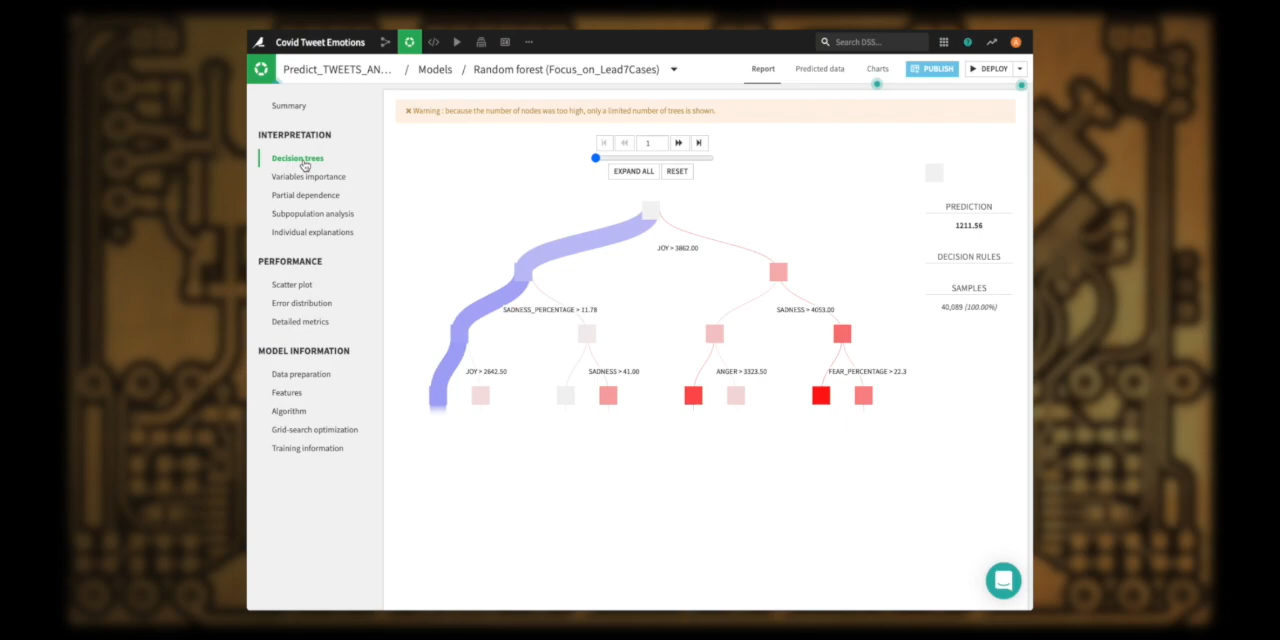 Covid Tweet Emotions
Search DSS...
Predict_TWEETS_AN... / Models / Random forest (Focus_on_Lead7Cases)
Report Predicted data Charts PUBLISH DEPLOY
Summary
INTERPRETATION
Decision trees
Variables importance
Partial dependence
Subpopulation analysis
Individual explanations
PERFORMANCE
Scatter plot
Error distribution
Detailed metrics
MODEL INFORMATION
Data preparation
Features
Algorithm
Grid-search optimization
Training information
Warning : because the number of nodes was too high, only a limited number of trees is shown.
1
EXPAND ALL RESET
JOY > 3862.00
SADNESS_PERCENTAGE > 11.78 SADNESS > 4053.00
JOY > 2642.50 SADNESS > 41.00 ANGER > 3323.50 FEAR_PERCENTAGE > 22.3
PREDICTION
1211.56
DECISION RULES
SAMPLES
40,089 (100.00%)